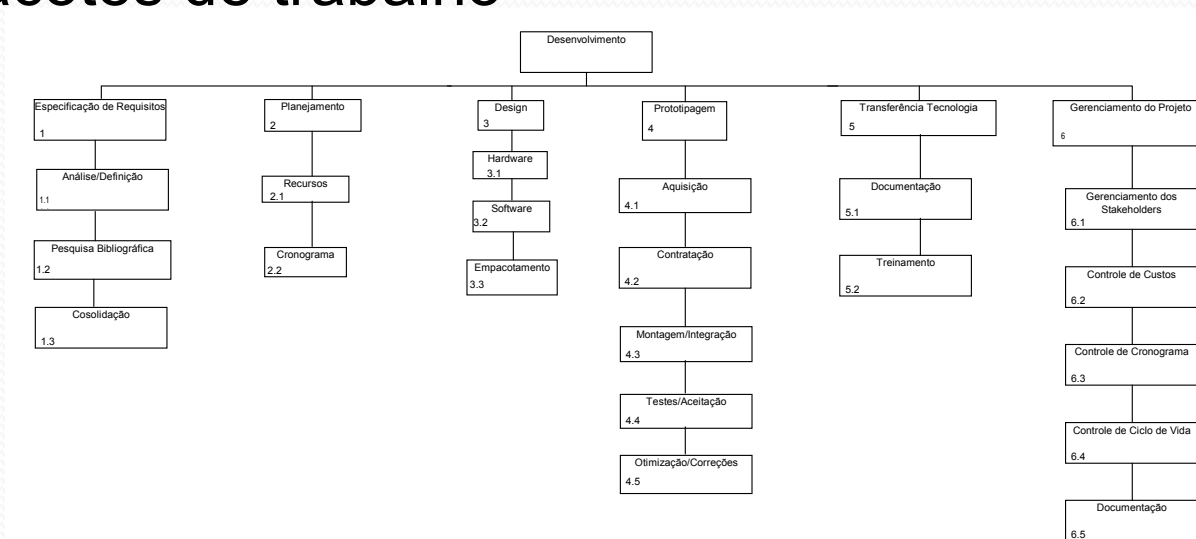 de trabalho
Desenvolvimento
Especificação de Requisitos
1
Análise/Definição
1.1
Pesquisa Bibliográfica
1.2
Cosolidação
1.3
Planejamento
2
Recursos
2.1
Cronograma
2.2
Design
3
Hardware
3.1
Software
3.2
Empacotamento
3.3
Prototipagem
4
Aquisição
4.1
Contratação
4.2
Montagem/Integração
4.3
Testes/Aceitação
4.4
Otimização/Correções
4.5
Transferência Tecnologia
5
Documentação
5.1
Treinamento
5.2
Gerenciamento do Projeto
6
Gerenciamento dos
Stakeholders
6.1
Controle de Custos
6.2
Controle de Cronograma
6.3
Controle de Ciclo de Vida
6.4
Documentação
6.5